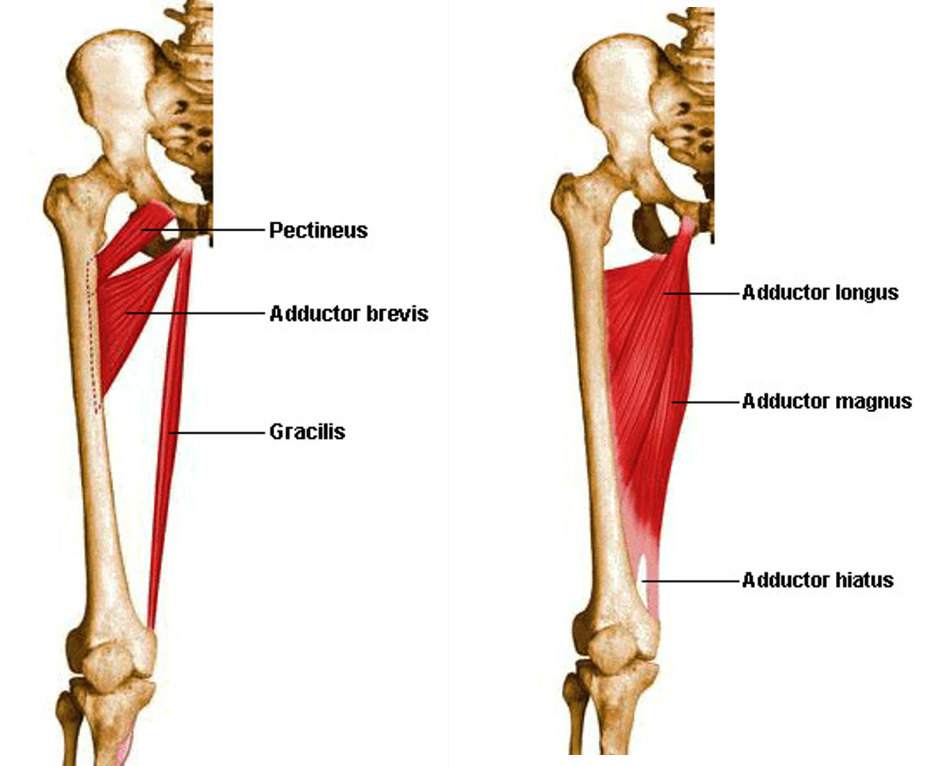 Pectineus
Adductor brevis
Gracilis
Adductor longus
Adductor magnus
Adductor hiatus